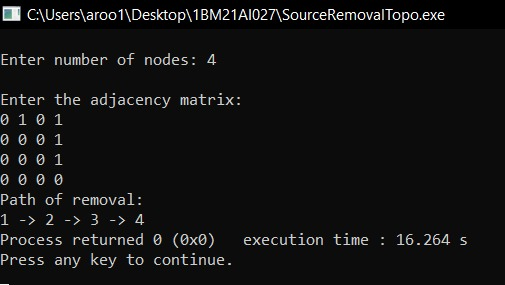 C:\Users\aroo1\Desktop\1BM21AI027\SourceRemovalTopo.exe
Enter number of nodes: 4
Enter the adjacency matrix:
0 1 0 1
0 0 0 1
0 0 0 1
0 0 0 0
Path of removal:
1 -> 2 -> 3 -> 4
Process returned 0 (0x0)   execution time : 16.264 s
Press any key to continue.